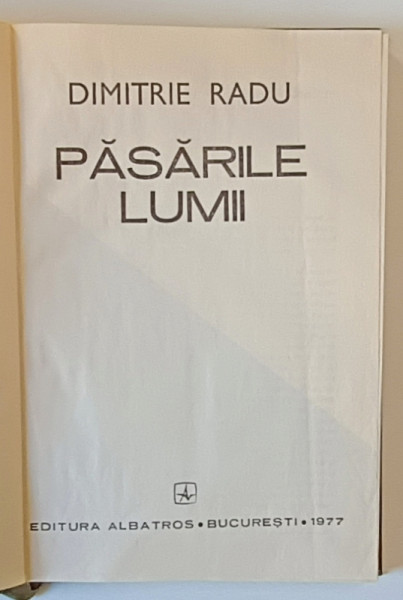 DIMITRIE RADU
PĂSĂRILE
LUMII
EDITURA ALBATROS • BUCUREȘTI • 1977